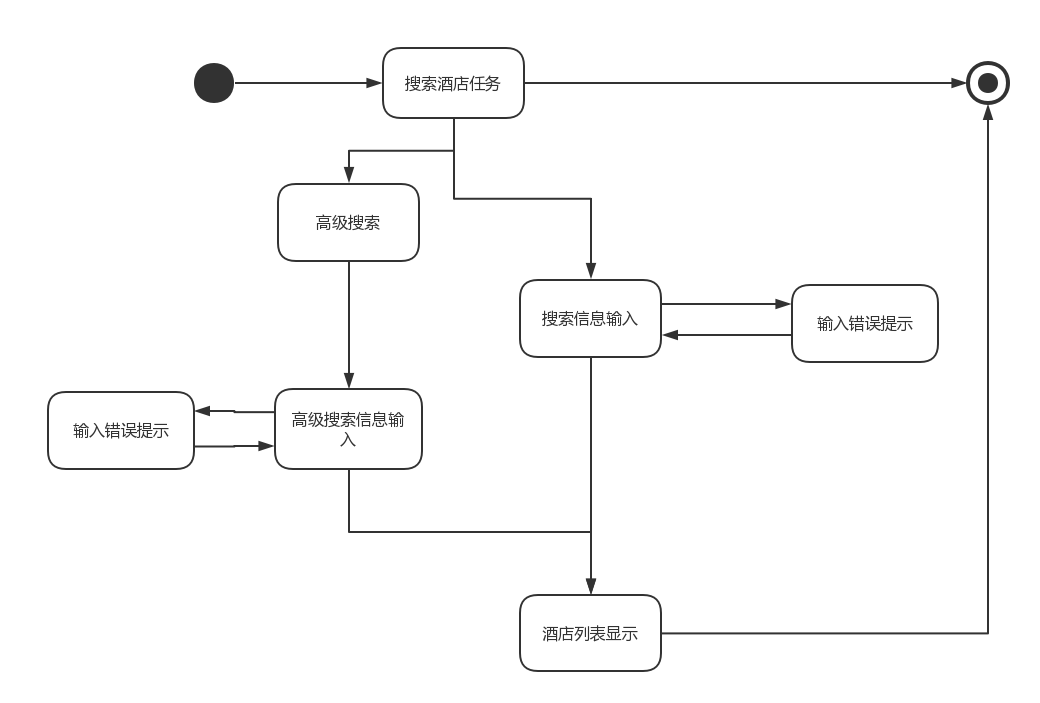 搜索酒店任务
高级搜索
搜索信息输入
输入错误提示
输入错误提示
高级搜索信息输
入
酒店列表显示